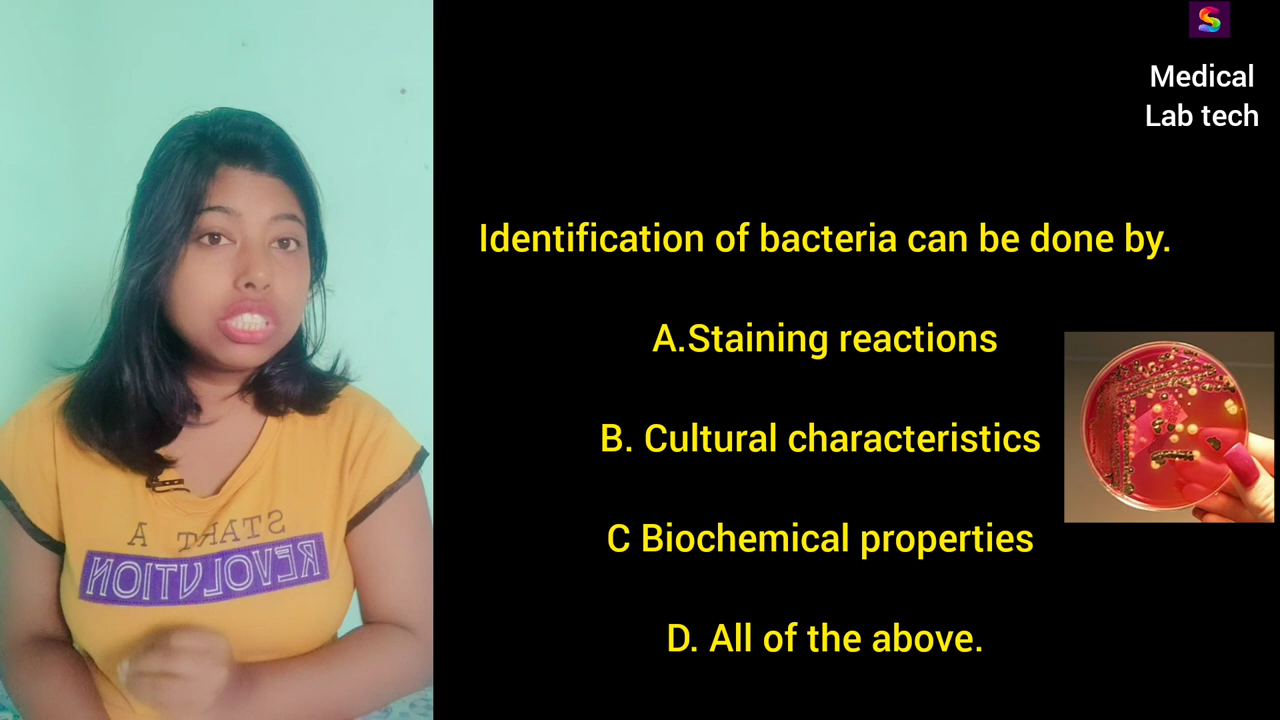 Medical
Lab tech
Identification of bacteria can be done by.
A.Staining reactions
B. Cultural characteristics
C Biochemical properties
D. All of the above.
START A
REVOLUTION